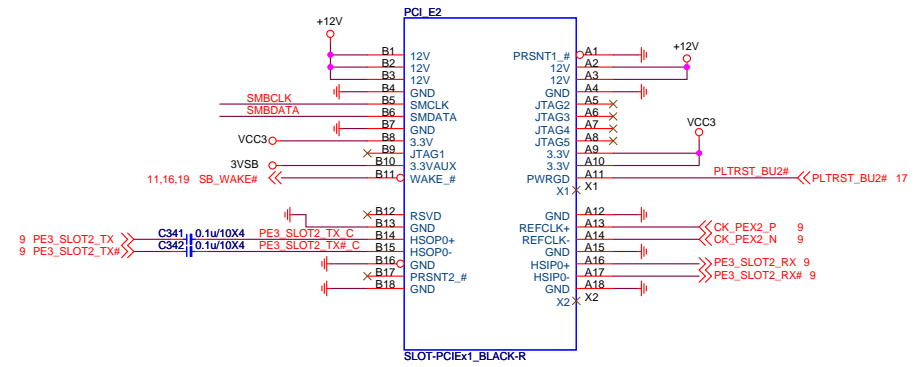 PCI_E2
+12V
B1 12V PRSNT1_# A1
B2 12V 12V A2 +12V
B3 12V 12V A3
B4 GND GND A4
SMBCLK B5 SMCLK JTAG2 A5
SMBDATA B6 SMDATA JTAG3 A6
B7 GND JTAG4 A7
VCC3 B8 3.3V JTAG5 A8 VCC3
B9 JTAG1 3.3V A9
3VSB B10 3.3VAUX 3.3V A10
11,16,19 SB_WAKE# B11 WAKE_# PWRGD A11 PLTRST_BU2# PLTRST_BU2# 17
X1 X1
B12 RSVD GND A12
B13 GND REFCLK+ A13 CK_PEX2_P 9
9 PE3_SLOT2_TX C341 0.1u/10X4 PE3_SLOT2_TX_C B14 HSOP0+ REFCLK- A14 CK_PEX2_N 9
9 PE3_SLOT2_TX# C342 0.1u/10X4 PE3_SLOT2_TX#_C B15 HSOP0- GND A15
B16 GND HSIP0+ A16 PE3_SLOT2_RX 9
B17 PRSNT2_# HSIP0- A17 PE3_SLOT2_RX# 9
B18 GND GND A18
X2 X2
SLOT-PCIEx1_BLACK-R